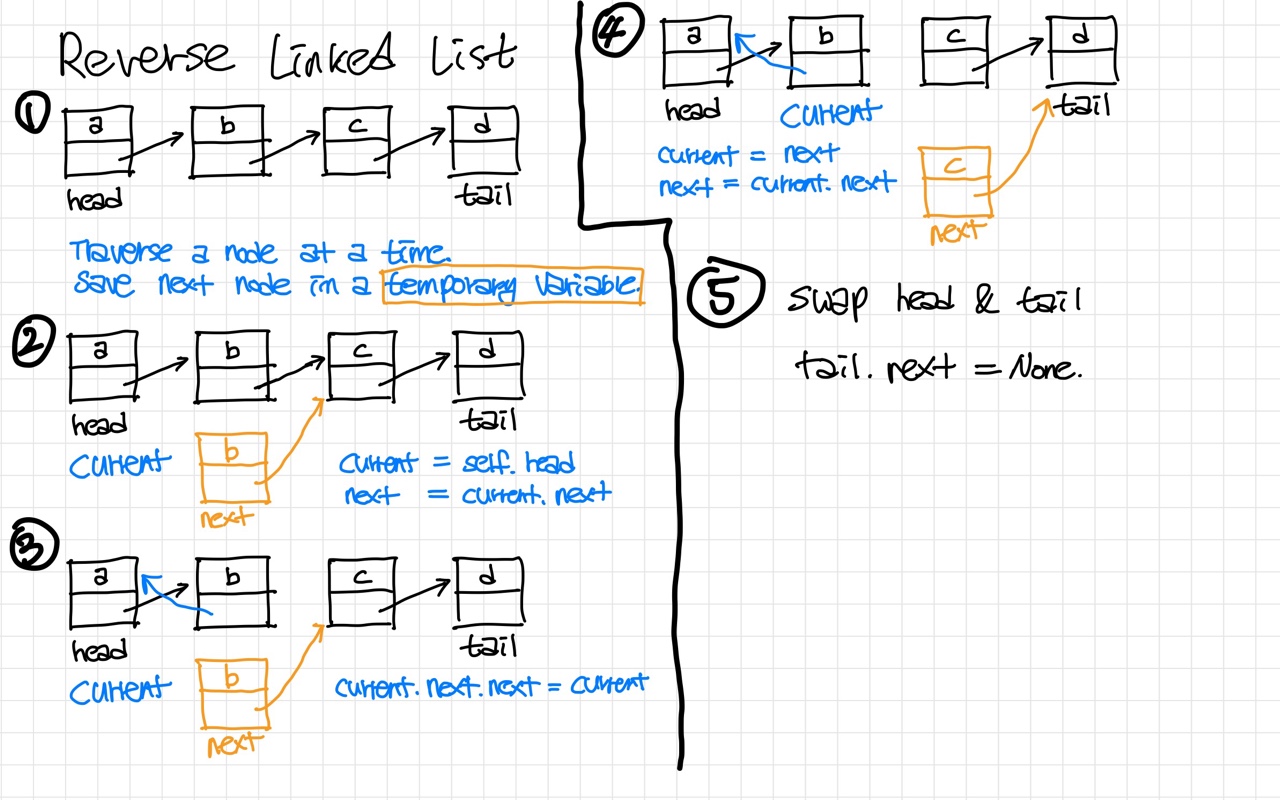 Reverse Linked List
①
a b c d
head tail
Traverse a node at a time.
Save next node in a temporary variable.
②
a b c d
head tail
current b current = self.head
next = current.next
next
③
a b c d
head tail
current b current.next.next = current
next
④
a b c d
head current tail
current = next
next = current.next
c
next
⑤ swap head & tail
tail.next = None.